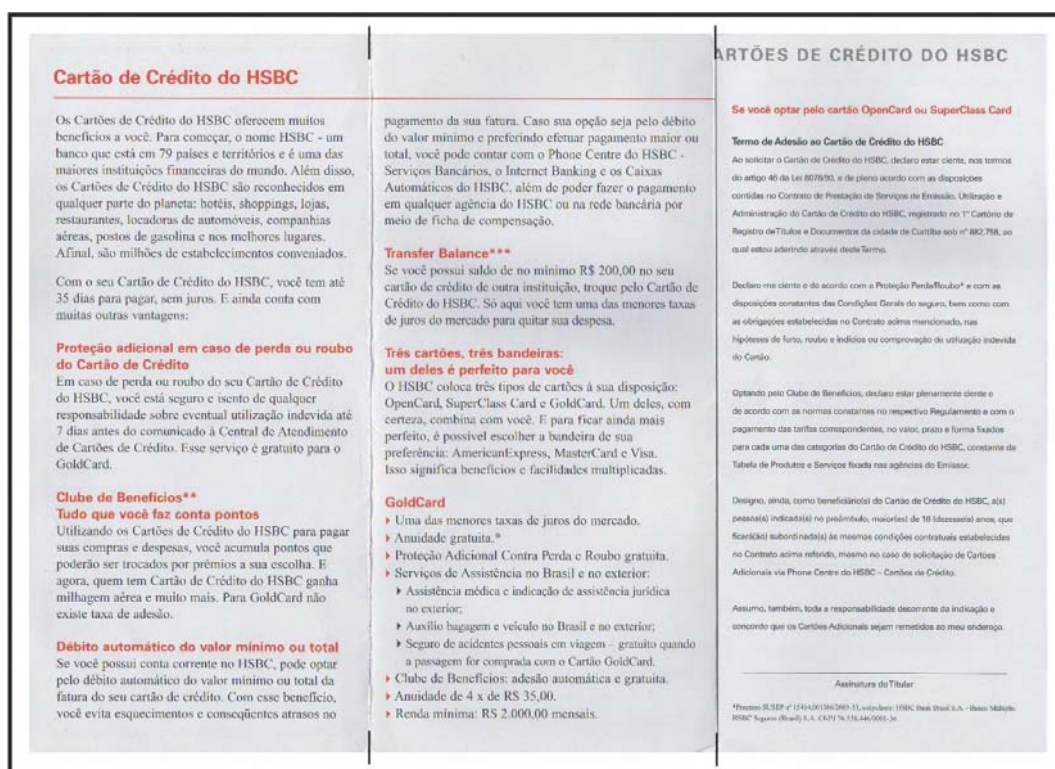 Cartão de Crédito do HSBC
Os Cartões de Crédito do HSBC oferecem muitos
benefícios a você. Para começar, o nome HSBC - um
banco que está em 79 países e territórios e é uma das
maiores instituições financeiras do mundo. Além disso,
os Cartões de Crédito do HSBC são reconhecidos em
qualquer parte do planeta: hotéis, shoppings, lojas,
restaurantes, locadoras de automóveis, companhias
aéreas, postos de gasolina e nos melhores lugares.
Afinal, são milhões de estabelecimentos conveniados.
Com o seu Cartão de Crédito do HSBC, você tem até
35 dias para pagar, sem juros. E ainda conta com
muitas outras vantagens:
Proteção adicional em caso de perda ou roubo
do Cartão de Crédito
Em caso de perda ou roubo do seu Cartão de Crédito
do HSBC, você está seguro e isento de qualquer
responsabilidade sobre eventual utilização indevida até
7 dias antes do comunicado à Central de Atendimento
de Cartões de Crédito. Esse serviço é gratuito para o
GoldCard.
Clube de Benefícios**
Tudo que você faz conta pontos
Utilizando os Cartões de Crédito do HSBC para pagar
suas compras e despesas, você acumula pontos que
poderão ser trocados por prêmios a sua escolha. E
agora, quem tem Cartão de Crédito do HSBC ganha
milhagem aérea e muito mais. Para GoldCard não
existe taxa de adesão.
Débito automático do valor mínimo ou total
Se você possui conta corrente no HSBC, pode optar
pelo débito automático do valor mínimo ou total da
fatura do seu cartão de crédito. Com esse benefício,
você evita esquecimentos e conseqüentes atrasos no
pagamento da sua fatura. Caso sua opção seja pelo débito
do valor mínimo e preferindo efetuar pagamento maior ou
total, você pode contar com o Phone Centre do HSBC -
Serviços Bancários, o Internet Banking e os Caixas
Automáticos do HSBC, além de poder fazer o pagamento
em qualquer agência do HSBC ou na rede bancária por
meio de ficha de compensação.
Transfer Balance***
Se você possui saldo de no mínimo R$ 200,00 no seu
cartão de crédito de outra instituição, troque pelo Cartão de
Crédito do HSBC. Só aqui você tem uma das menores taxas
de juros do mercado para quitar sua despesa.
Três cartões, três bandeiras:
um deles é perfeito para você
O HSBC coloca três tipos de cartões à sua disposição:
OpenCard, SuperClass Card e GoldCard. Um deles, com
certeza, combina com você. E para ficar ainda mais
perfeito, é possível escolher a bandeira de sua
preferência: AmericanExpress, MasterCard e Visa.
Isso significa benefícios e facilidades multiplicadas.
GoldCard
Uma das menores taxas de juros do mercado.
Anuidade gratuita.*
Proteção Adicional Contra Perda e Roubo gratuita.
Serviços de Assistência no Brasil e no exterior:
Assistência médica e indicação de assistência jurídica
no exterior;
Auxílio bagagem e veículo no Brasil e no exterior;
Seguro de acidentes pessoais em viagem – gratuito quando
a passagem for comprada com o Cartão GoldCard.
Clube de Benefícios: adesão automática e gratuita.
Anuidade de 4 x de R$ 35,00.
Renda mínima: R$ 2.000,00 mensais.
ARTÕES DE CRÉDITO DO HSBC
Se você optar pelo cartão OpenCard ou SuperClass Card
Termo de Adesão ao Cartão de Crédito do HSBC
Ao solicitar o Cartão de Crédito do HSBC, declaro estar ciente, nos termos
do artigo 46 da Lei 8078/90, e de pleno acordo com as disposições
contidas no Contrato de Prestação de Serviços de Emissão, Utilização e
Administração do Cartão de Crédito do HSBC, registrado no 1º Cartório de
Registro de Títulos e Documentos da cidade de Curitiba sob nº 882.758, ao
qual estou aderindo através deste Termo.
Declaro-me ciente e de acordo com a Proteção Perda/Roubo* e com as
disposições constantes das Condições Gerais do seguro, bem como com
as obrigações estabelecidas no Contrato acima mencionado, nas
hipóteses de furto, roubo e indícios ou comprovação de utilização indevida
do Cartão.
Optando pelo Clube de Benefícios, declaro estar plenamente ciente e
de acordo com as normas constantes no respectivo Regulamento e com o
pagamento das tarifas correspondentes, no valor, prazo e forma fixados
para cada uma das categorias do Cartão de Crédito do HSBC, constante da
Tabela de Produtos e Serviços fixada nas agências do Emissor.
Designo, ainda, como beneficiário(s) do Cartão de Crédito do HSBC, a(s)
pessoa(s) indicada(s) no preâmbulo, maior(es) de 16 (dezesseis) anos, que
ficará(ão) subordinada(s) às mesmas condições contratuais estabelecidas
no Contrato acima referido, mesmo no caso de solicitação de Cartões
Adicionais via Phone Centre do HSBC – Cartões de Crédito.
Assumo, também, toda a responsabilidade decorrente da indicação e
concordo que os Cartões Adicionais sejam remetidos ao meu endereço.
Assinatura do Titular
*Processo SUSEP nº HSBC Bank Brasil S.A. - Banco Múltiplo
HSBC Seguros (Brasil) S.A.